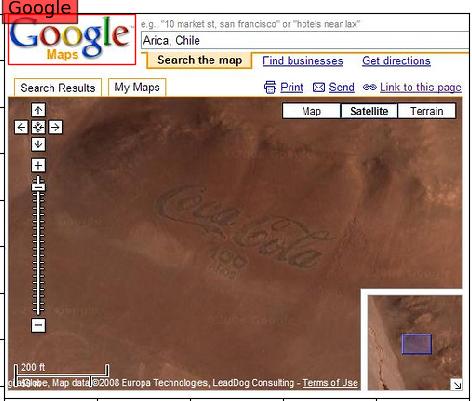 Google
Google
Maps
e.g. "10 market st, san francisco" or "hotels near lax"
Arica, Chile
Search the map
Find businesses
Get directions
Search Results
My Maps
Print
Send
Link to this page
Map
Satellite
Terrain
Coca-Cola
100
AÑOS
200 ft
Globe, Map data ©2008 Europa Technologies, LeadDog Consulting - Terms of Use